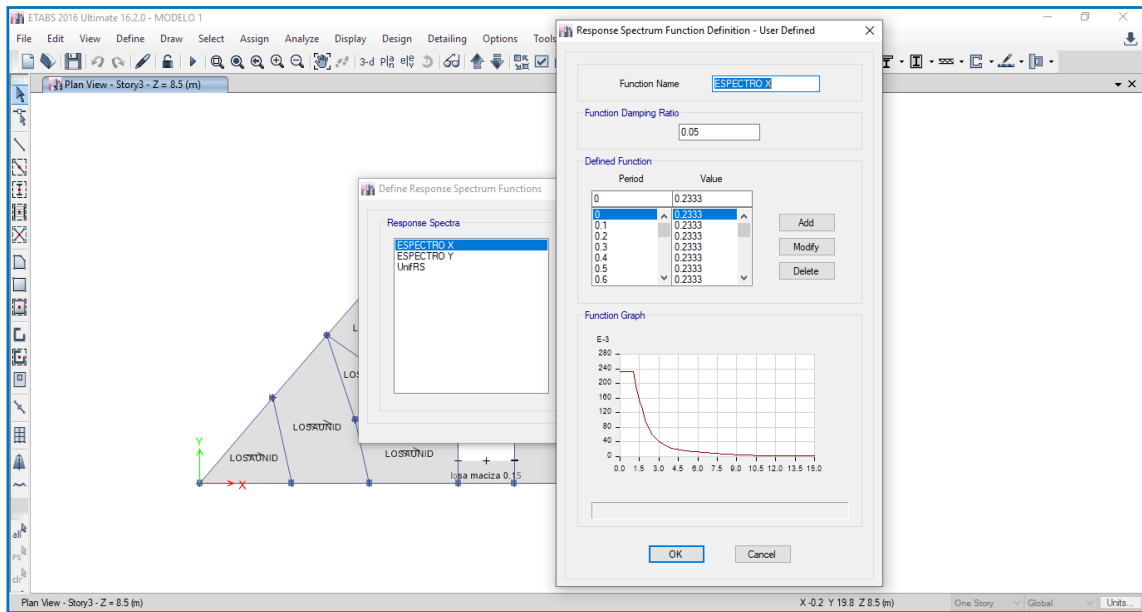 ETABS 2016 Ultimate 16.2.0 - MODELO 1
File Edit View Define Draw Select Assign Analyze Display Design Detailing Options Tools
3-d
Plan View - Story3 - Z = 8.5 (m)
all
PS
clr
Y
X
LOSAUNID
LOSAUNID
LOSAUNID
LOS
L
losa maciza 0.15
Define Response Spectrum Functions
Response Spectra
ESPECTRO X
ESPECTRO Y
UnifRS
Response Spectrum Function Definition - User Defined
Function Name ESPECTRO X
Function Damping Ratio
0.05
Defined Function
Period Value
0 0.2333
0 0.2333
0.1 0.2333
0.2 0.2333
0.3 0.2333
0.4 0.2333
0.5 0.2333
0.6 0.2333
Add
Modify
Delete
Function Graph
E-3
280
240
200
160
120
80
40
0
0.0 1.5 3.0 4.5 6.0 7.5 9.0 10.5 12.0 13.5 15.0
OK Cancel
Plan View - Story3 - Z = 8.5 (m) X -0.2 Y 19.8 Z 8.5 (m) One Story Global Units...